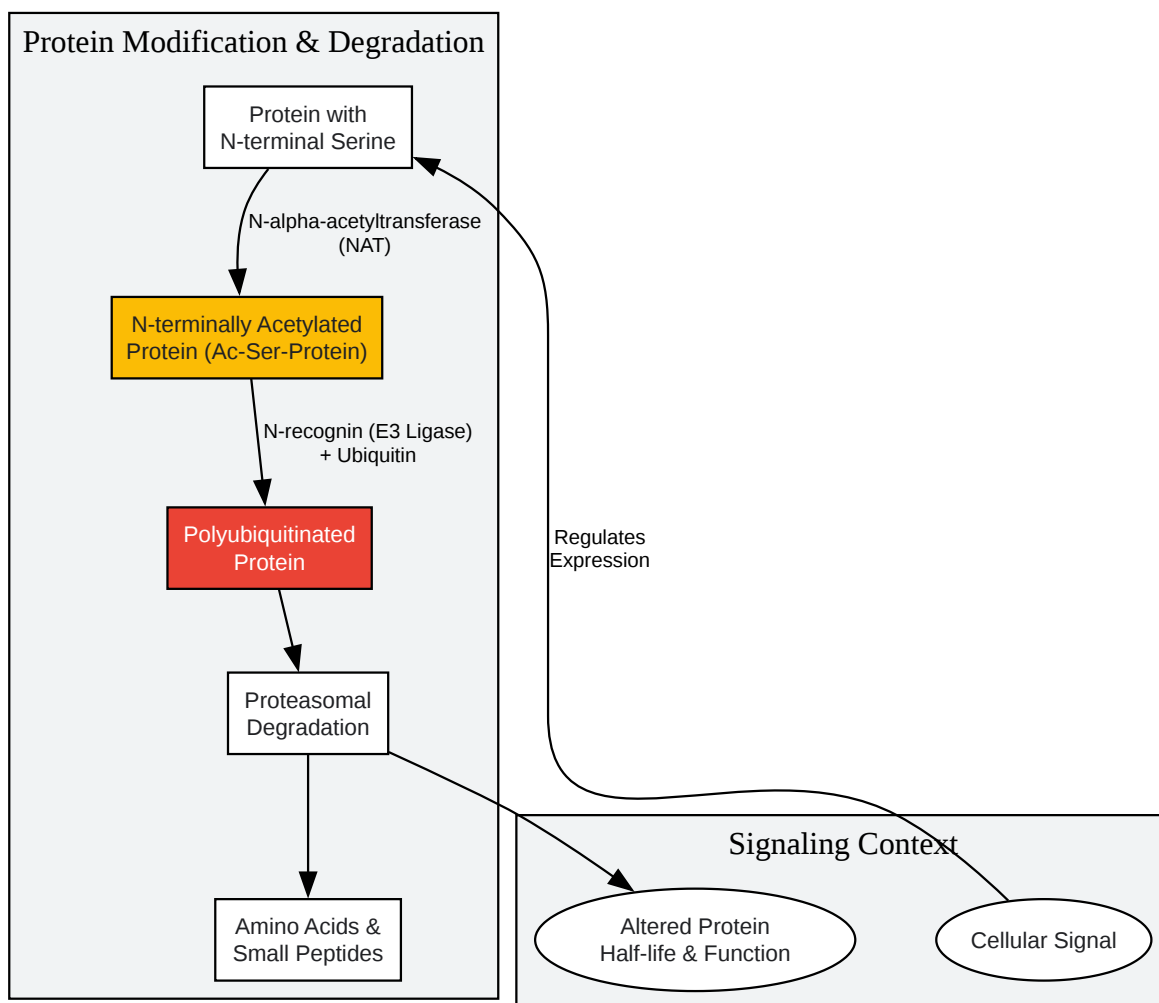 Protein Modification & Degradation
Protein with
N-terminal Serine
N-alpha-acetyltransferase
(NAT)
N-terminally Acetylated
Protein (Ac-Ser-Protein)
N-recognin (E3 Ligase)
+ Ubiquitin
Polyubiquitinated
Protein
Regulates
Expression
Proteasomal
Degradation
Signaling Context
Amino Acids &
Small Peptides
Altered Protein
Half-life & Function
Cellular Signal